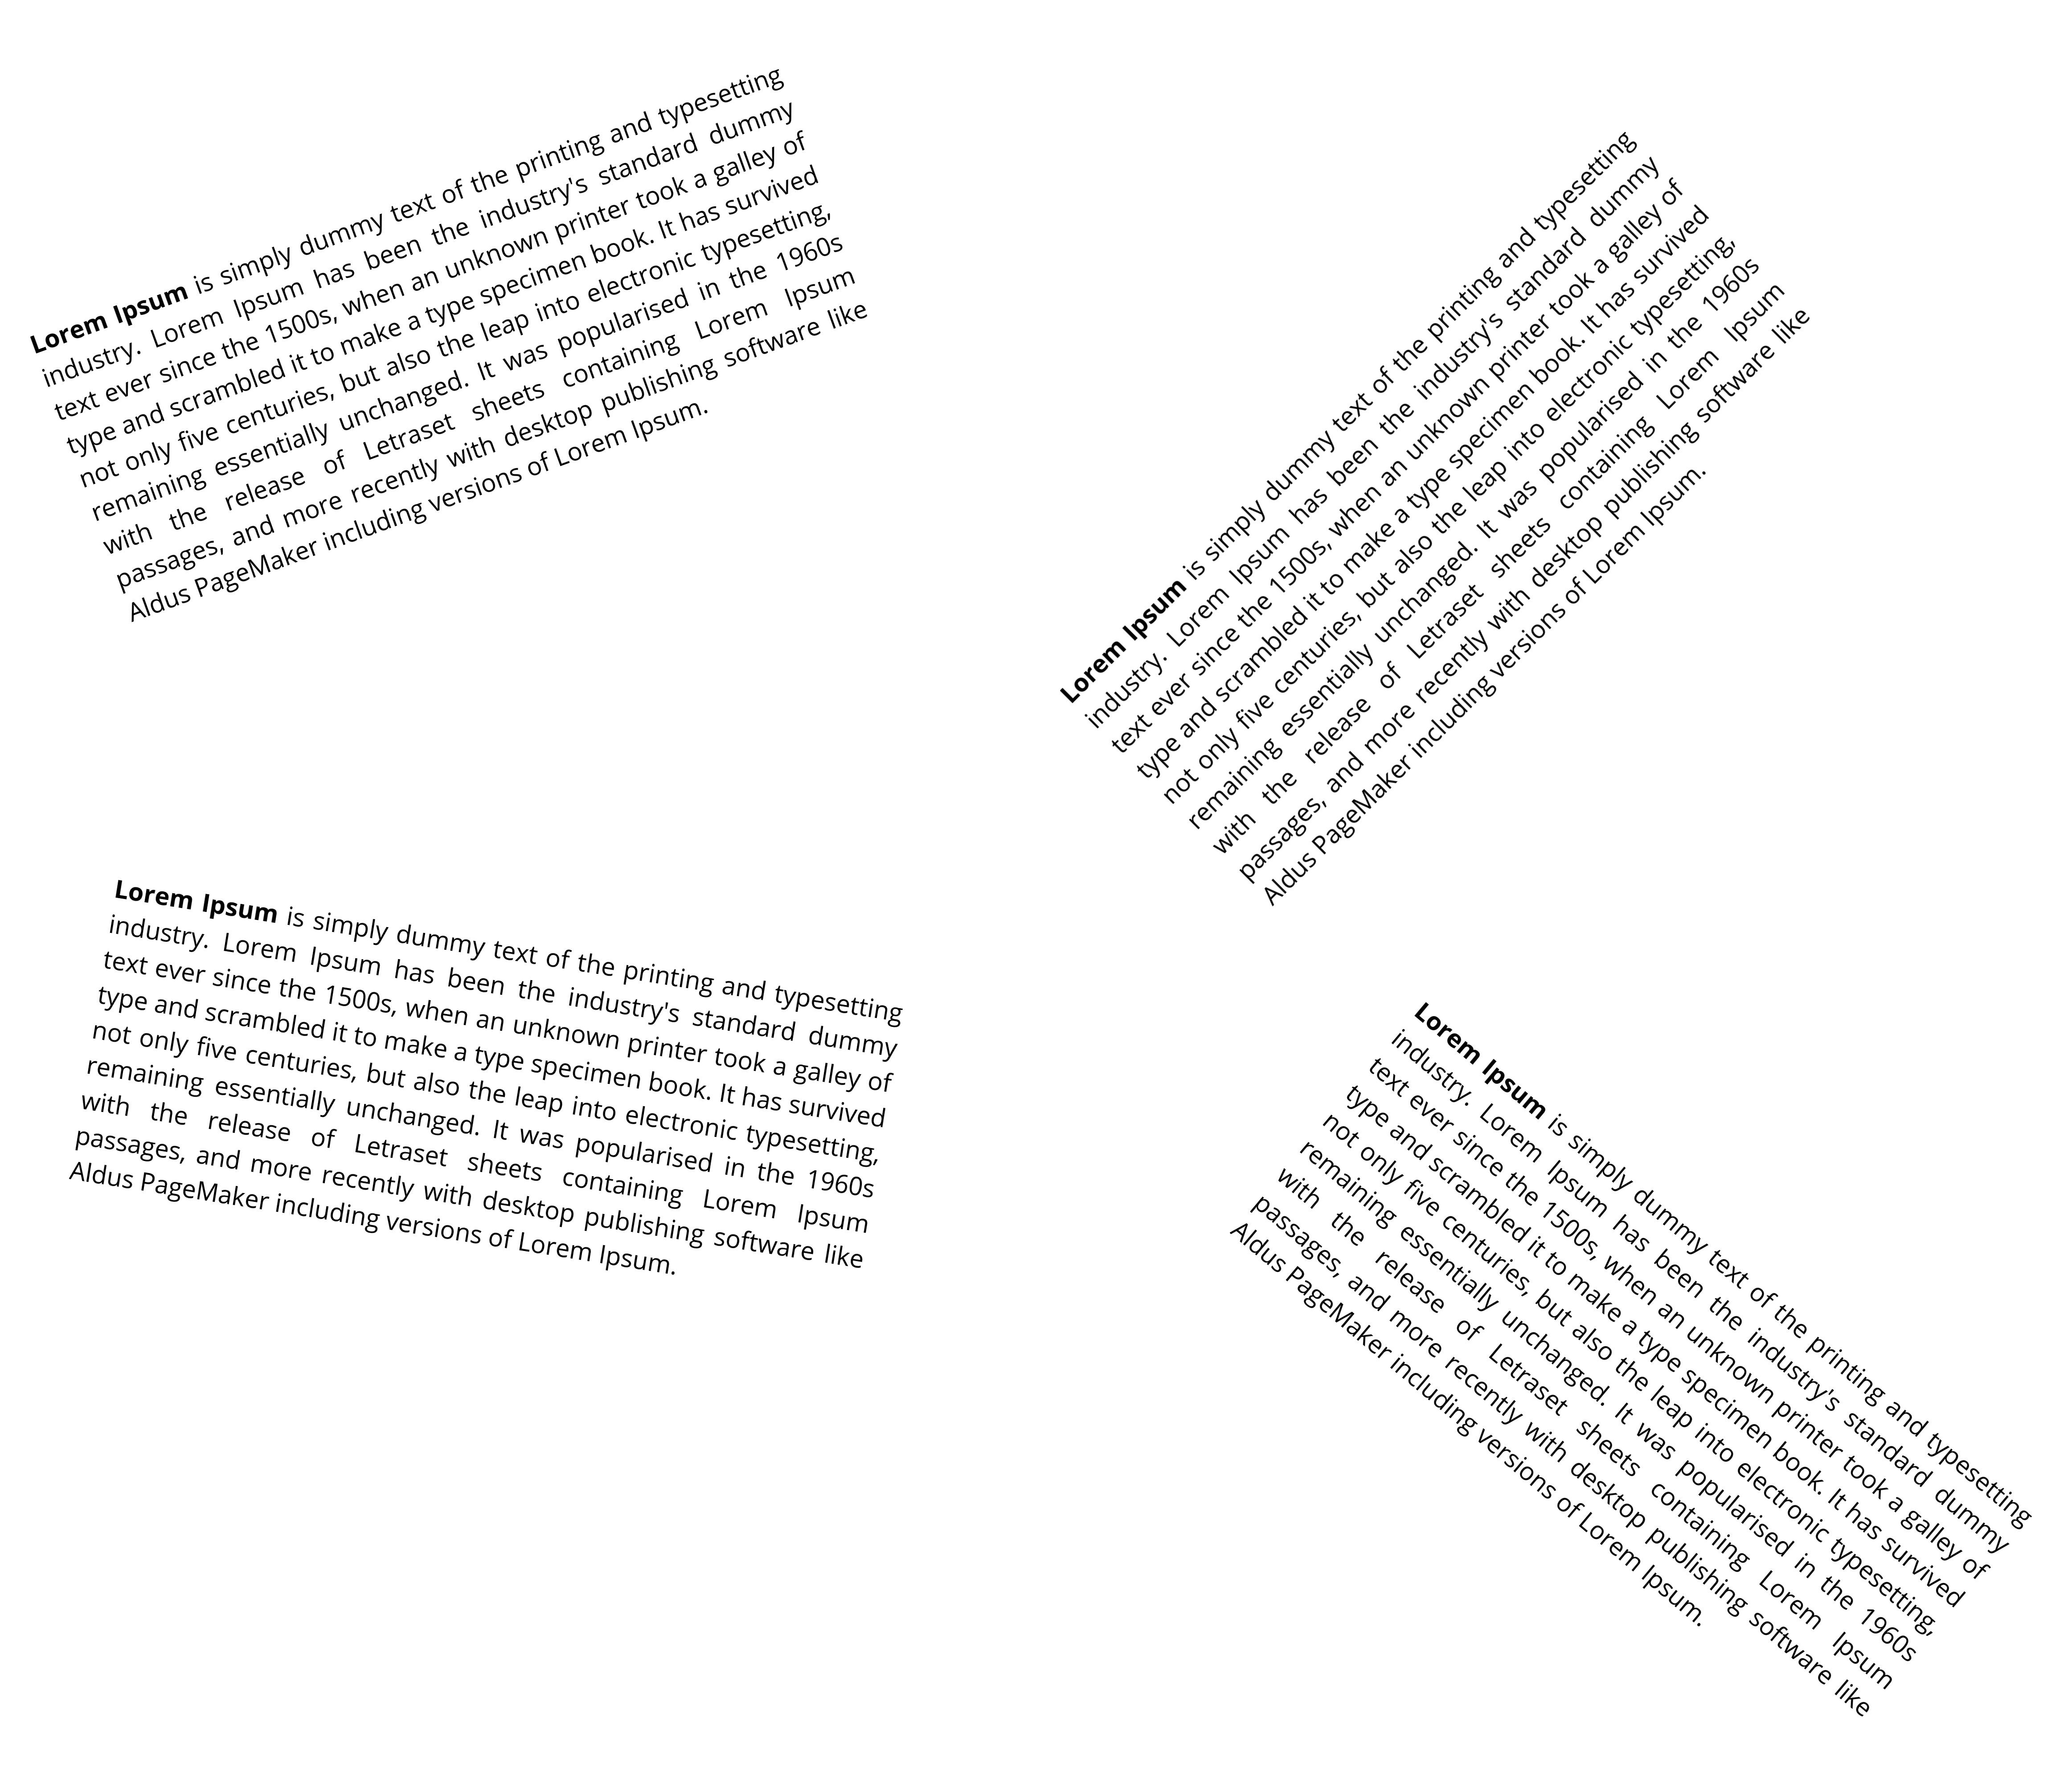 Lorem Ipsum is simply dummy text of the printing and typesetting
industry. Lorem Ipsum has been the industry's standard dummy
text ever since the 1500s, when an unknown printer took a galley of
type and scrambled it to make a type specimen book. It has survived
not only five centuries, but also the leap into electronic typesetting,
remaining essentially unchanged. It was popularised in the 1960s
with the release of Letraset sheets containing Lorem Ipsum
passages, and more recently with desktop publishing software like
Aldus PageMaker including versions of Lorem Ipsum.
Lorem Ipsum is simply dummy text of the printing and typesetting
industry. Lorem Ipsum has been the industry's standard dummy
text ever since the 1500s, when an unknown printer took a galley of
type and scrambled it to make a type specimen book. It has survived
not only five centuries, but also the leap into electronic typesetting,
remaining essentially unchanged. It was popularised in the 1960s
with the release of Letraset sheets containing Lorem Ipsum
passages, and more recently with desktop publishing software like
Aldus PageMaker including versions of Lorem Ipsum.
Lorem Ipsum is simply dummy text of the printing and typesetting
industry. Lorem Ipsum has been the industry's standard dummy
text ever since the 1500s, when an unknown printer took a galley of
type and scrambled it to make a type specimen book. It has survived
not only five centuries, but also the leap into electronic typesetting,
remaining essentially unchanged. It was popularised in the 1960s
with the release of Letraset sheets containing Lorem Ipsum
passages, and more recently with desktop publishing software like
Aldus PageMaker including versions of Lorem Ipsum.
Lorem Ipsum is simply dummy text of the printing and typesetting
industry. Lorem Ipsum has been the industry's standard dummy
text ever since the 1500s, when an unknown printer took a galley of
type and scrambled it to make a type specimen book. It has survived
not only five centuries, but also the leap into electronic typesetting,
remaining essentially unchanged. It was popularised in the 1960s
with the release of Letraset sheets containing Lorem Ipsum
passages, and more recently with desktop publishing software like
Aldus PageMaker including versions of Lorem Ipsum.